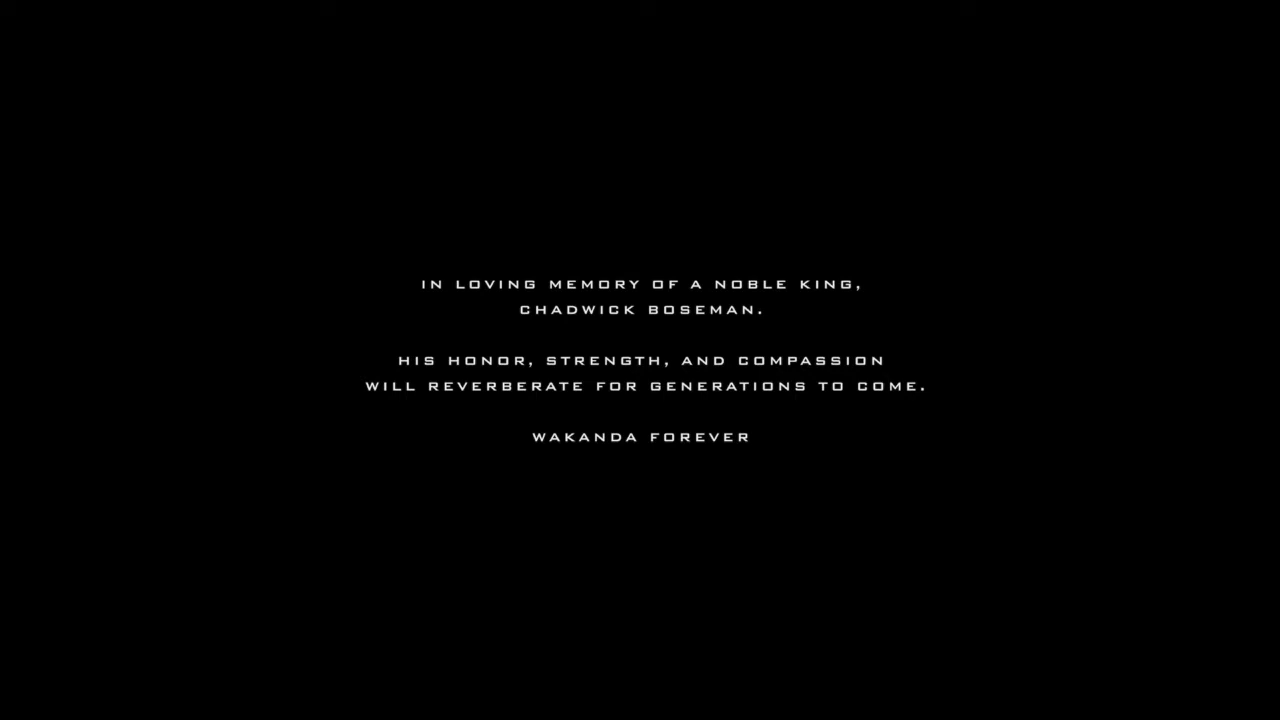 IN LOVING MEMORY OF A NOBLE KING,
CHADWICK BOSEMAN.
HIS HONOR, STRENGTH, AND COMPASSION
WILL REVERBERATE FOR GENERATIONS TO COME.
WAKANDA FOREVER